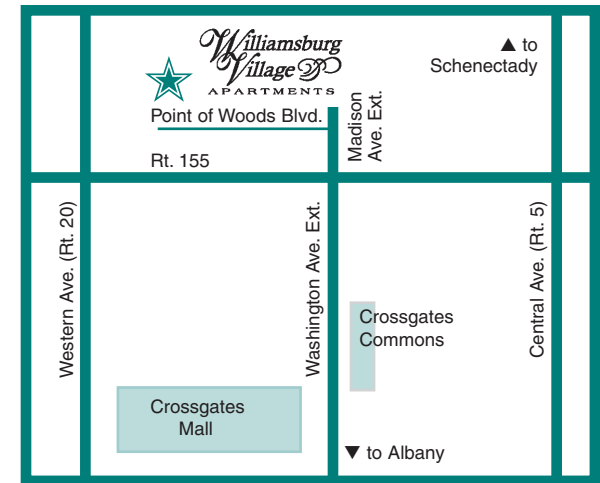 Williamsburg
Village
APARTMENTS
▲ to
Schenectady
Point of Woods Blvd.
Madison
Ave. Ext.
Rt. 155
Western Ave. (Rt. 20)
Washington Ave. Ext.
Central Ave. (Rt. 5)
Crossgates
Commons
Crossgates
Mall
▼ to Albany